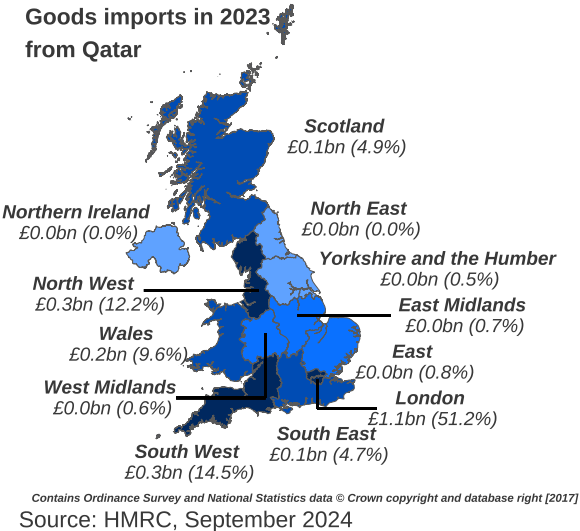 Goods imports in 2023
from Qatar
Scotland
£0.1bn (4.9%)
Northern Ireland
£0.0bn (0.0%)
North East
£0.0bn (0.0%)
Yorkshire and the Humber
£0.0bn (0.5%)
North West
£0.3bn (12.2%)
East Midlands
£0.0bn (0.7%)
Wales
£0.2bn (9.6%)
East
£0.0bn (0.8%)
West Midlands
£0.0bn (0.6%)
London
£1.1bn (51.2%)
South East
£0.1bn (4.7%)
South West
£0.3bn (14.5%)
Contains Ordinance Survey and National Statistics data © Crown copyright and database right [2017]
Source: HMRC, September 2024